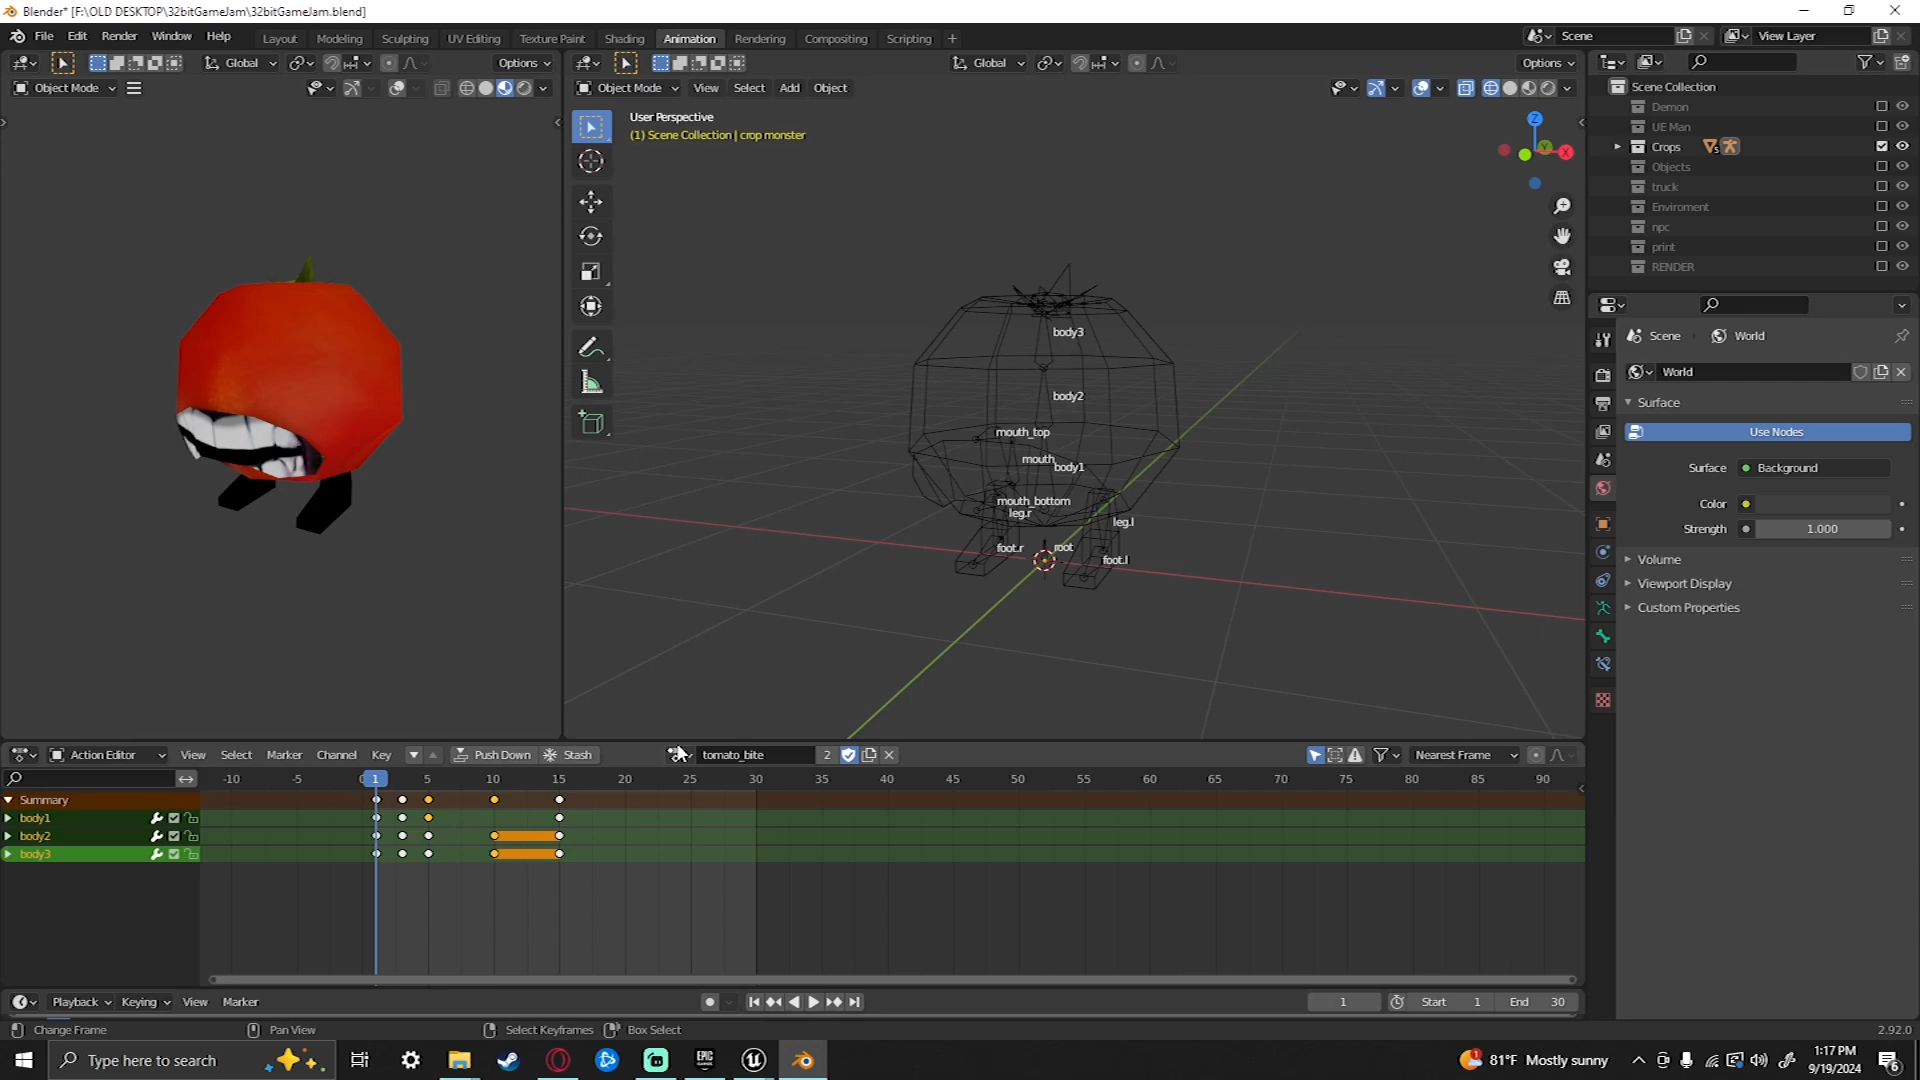 Blender* [F:\OLD DESKTOP\32bitGameJam\32bitGameJam.blend]
File Edit Render Window Help
Layout Modeling Sculpting UV Editing Texture Paint Shading Animation Rendering Compositing Scripting +
Scene
View Layer
Global
Options
Global
Options
Object Mode
Object Mode View Select Add Object
User Perspective
(1) Scene Collection | crop monster
Z
Y
X
body3
body2
mouth_top
mouth
body1
mouth_bottom
leg.r
leg.l
foot.r
root
foot.l
Scene Collection
Demon
UE Man
Crops
5
Objects
truck
Enviroment
npc
print
RENDER
Scene World
World
Surface
Use Nodes
Surface Background
Color
Strength 1.000
Volume
Viewport Display
Custom Properties
Action Editor View Select Marker Channel Key Push Down Stash tomato_bite 2 Nearest Frame
-10 -5 0 1 5 10 15 20 25 30 35 40 45 50 55 60 65 70 75 80 85 90
Summary
body1
body2
body3
Playback Keying View Marker
1 Start 1 End 30
Change Frame Pan View Select Keyframes Box Select
2.92.0
Type here to search
EPIC
GAMES
1
81°F Mostly sunny
1:17 PM
9/19/2024
6